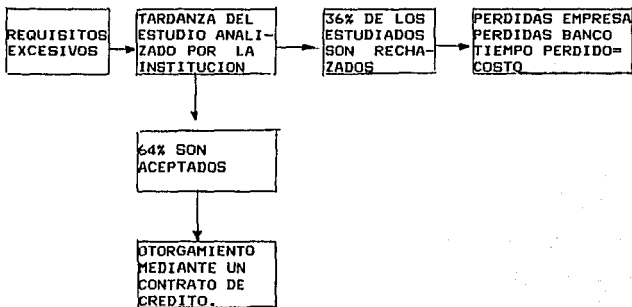 REQUISITOS
EXCESIVOS
TARDANZA DEL
ESTUDIO ANALI-
ZADO POR LA
INSTITUCION
36% DE LOS
ESTUDIADOS
SON RECHA-
ZADOS
PERDIDAS EMPRESA
PERDIDAS BANCO
TIEMPO PERDIDO=
COSTO
64% SON
ACEPTADOS
OTORGAMIENTO
MEDIANTE UN
CONTRATO DE
CREDITO.